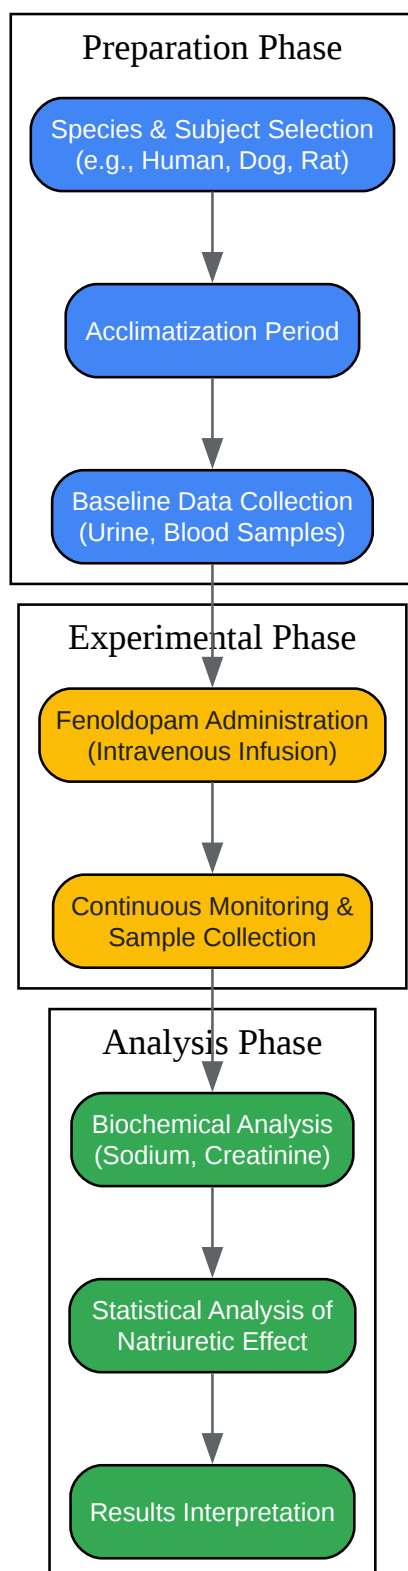 Preparation Phase
Species & Subject Selection
(e.g., Human, Dog, Rat)
Acclimatization Period
Baseline Data Collection
(Urine, Blood Samples)
Experimental Phase
Fenoldopam Administration
(Intravenous Infusion)
Continuous Monitoring &
Sample Collection
Analysis Phase
Biochemical Analysis
(Sodium, Creatinine)
Statistical Analysis of
Natriuretic Effect
Results Interpretation